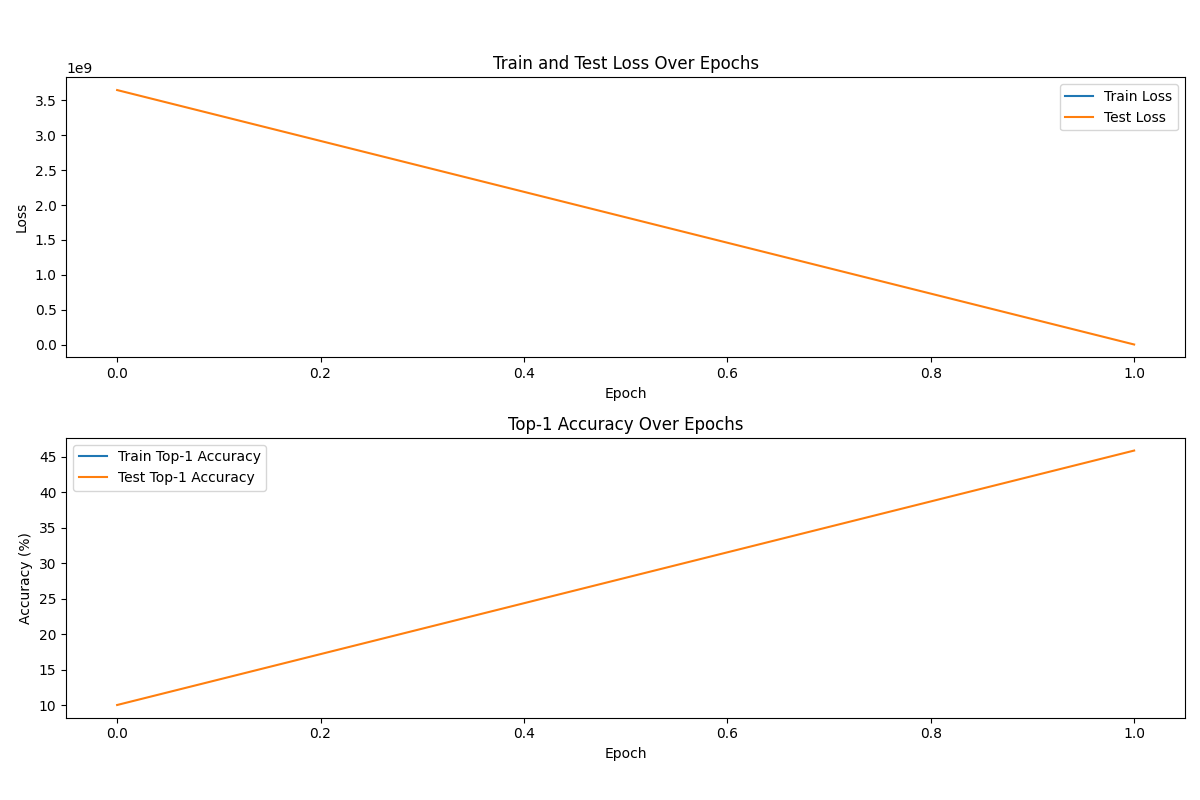 Train and Test Loss Over Epochs
1e9
3.5
3.0
2.5
2.0
1.5
1.0
0.5
0.0
Loss
Train Loss
Test Loss
0.0 0.2 0.4 0.6 0.8 1.0
Epoch
Top-1 Accuracy Over Epochs
45
40
35
30
25
20
15
10
Accuracy (%)
Train Top-1 Accuracy
Test Top-1 Accuracy
0.0 0.2 0.4 0.6 0.8 1.0
Epoch